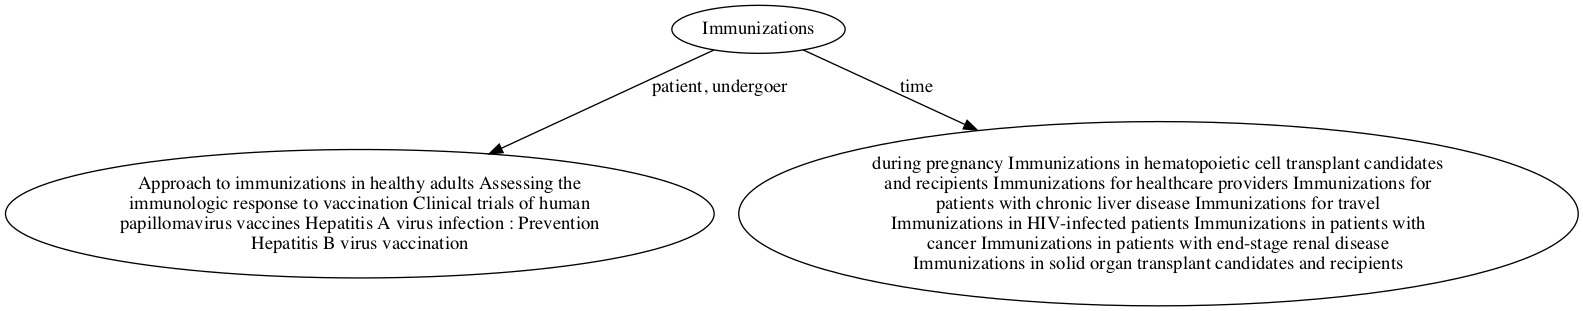 Immunizations
patient, undergoer
time
Approach to immunizations in healthy adults Assessing the
immunologic response to vaccination Clinical trials of human
papillomavirus vaccines Hepatitis A virus infection : Prevention
Hepatitis B virus vaccination
during pregnancy Immunizations in hematopoietic cell transplant candidates
and recipients Immunizations for healthcare providers Immunizations for
patients with chronic liver disease Immunizations for travel
Immunizations in HIV-infected patients Immunizations in patients with
cancer Immunizations in patients with end-stage renal disease
Immunizations in solid organ transplant candidates and recipients